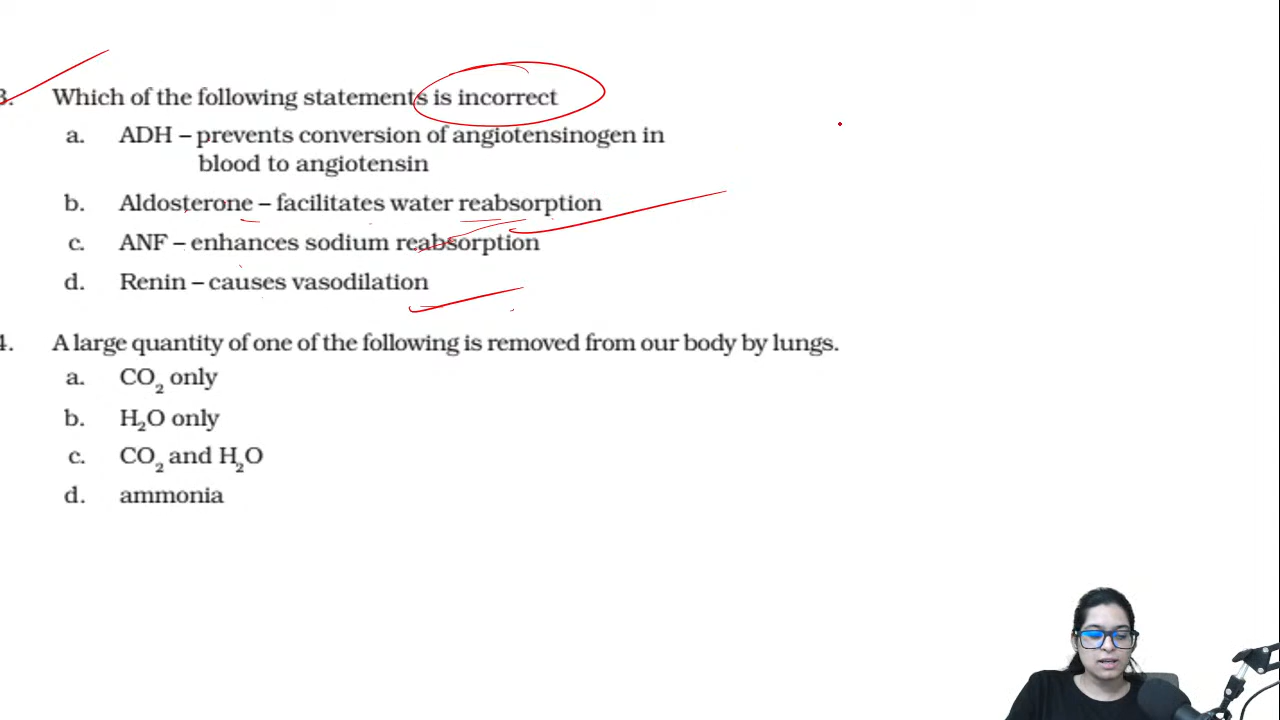 3. Which of the following statements is incorrect
a. ADH – prevents conversion of angiotensinogen in
blood to angiotensin
b. Aldosterone – facilitates water reabsorption
c. ANF – enhances sodium reabsorption
d. Renin – causes vasodilation
4. A large quantity of one of the following is removed from our body by lungs.
a. CO₂ only
b. H₂O only
c. CO₂ and H₂O
d. ammonia